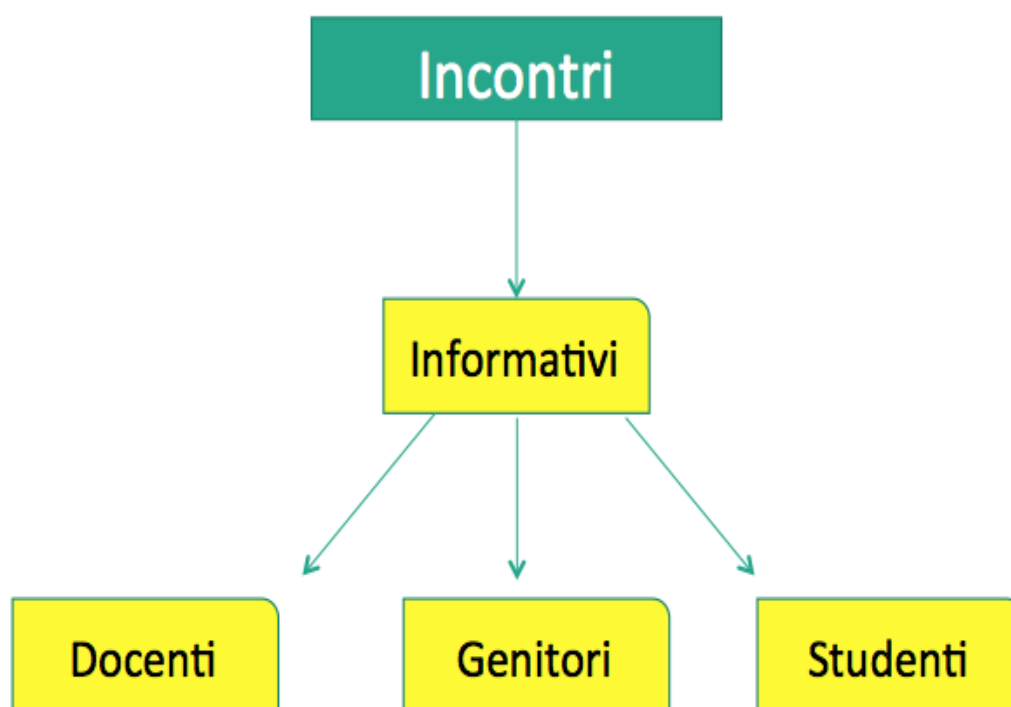 Incontri
Informativi
Docenti
Genitori
Studenti